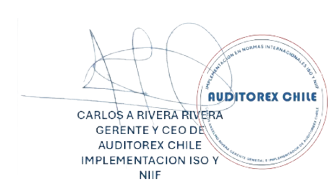 IMPLEMENTACIÓN EN NORMAS INTERNACIONALES ISO Y NIIF
AUDITOREX CHILE
CARLOS A RIVERA RIVERA
GERENTE Y CEO DE
AUDITOREX CHILE
IMPLEMENTACION ISO Y
NIIF